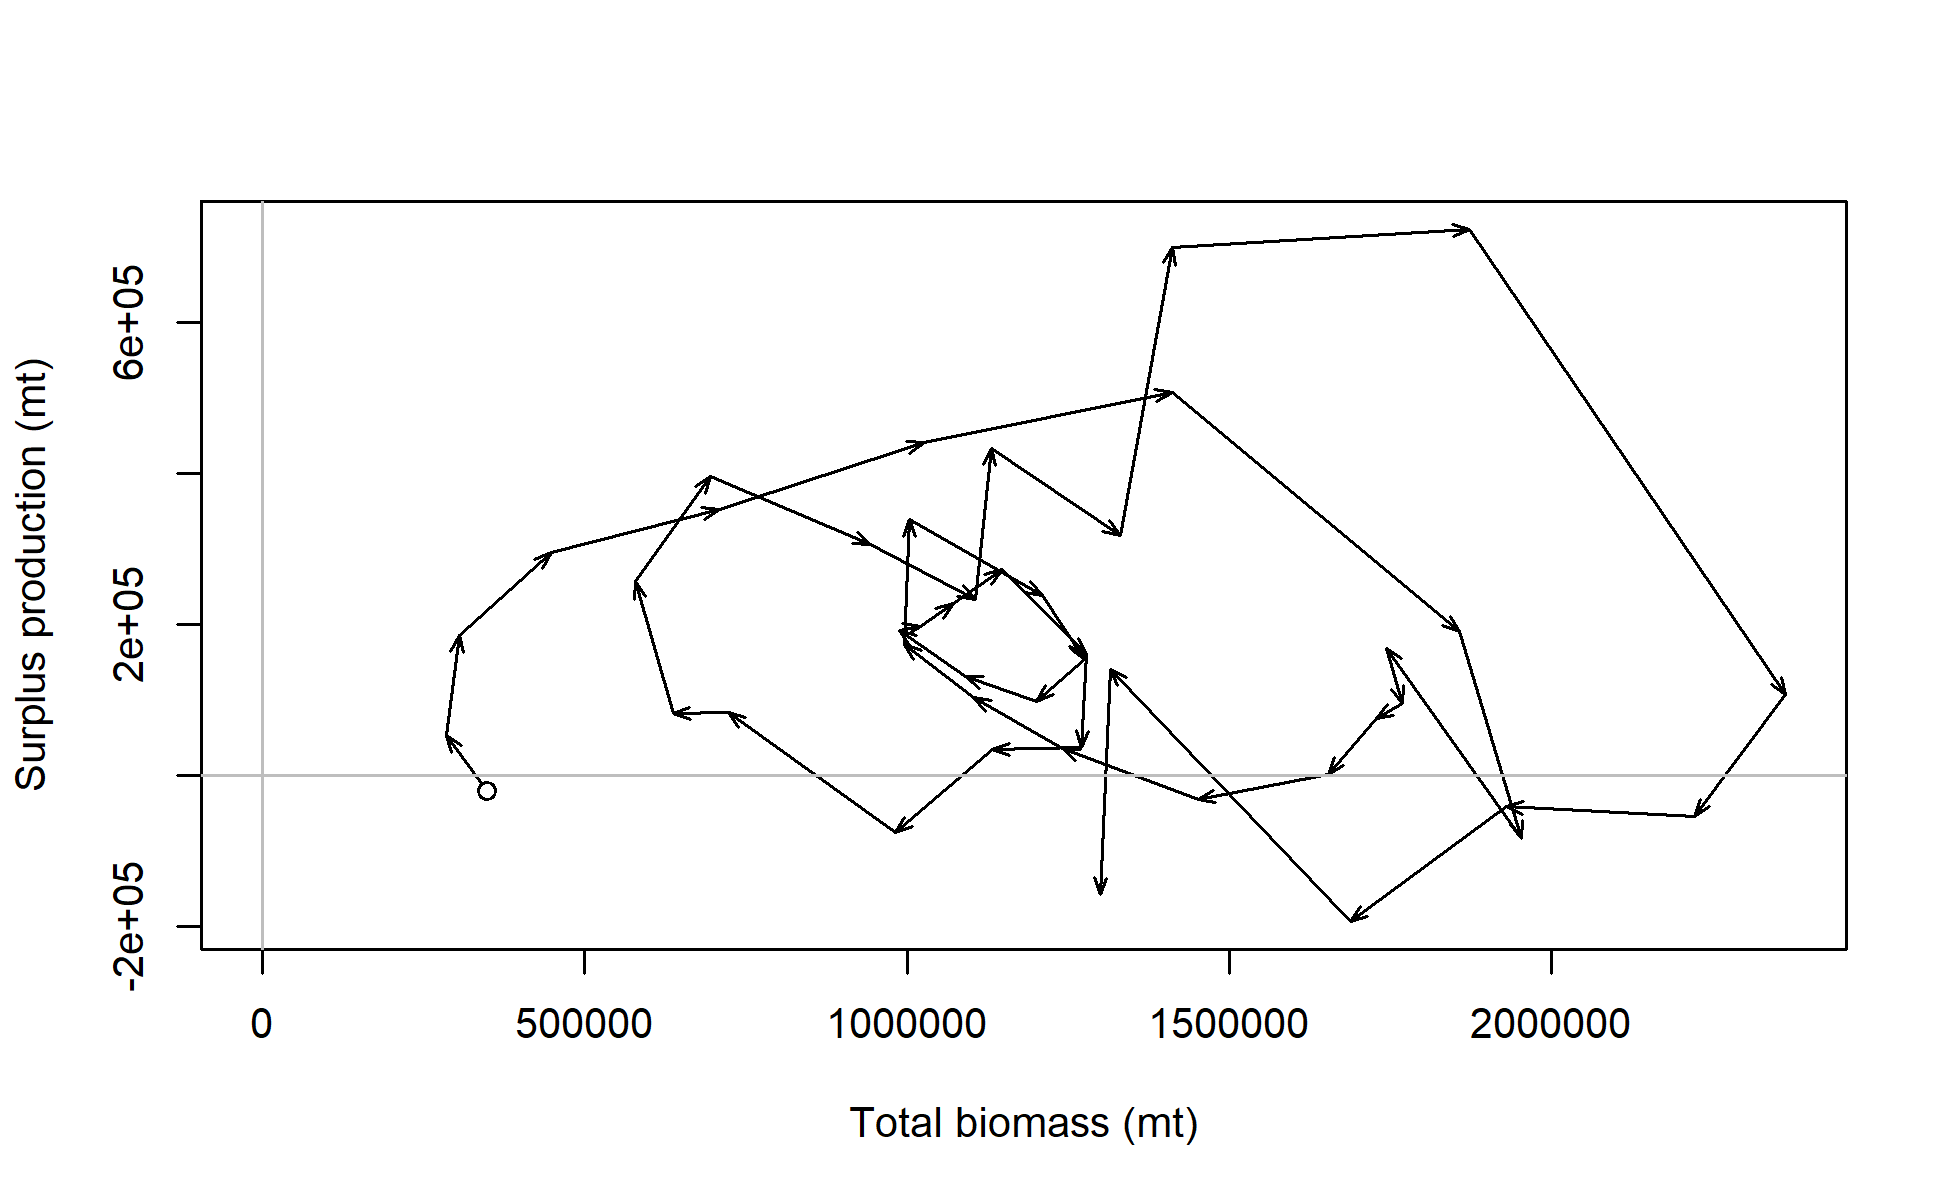 Surplus production (mt)
6e+05
2e+05
-2e+05
0 500000 1000000 1500000 2000000
Total biomass (mt)